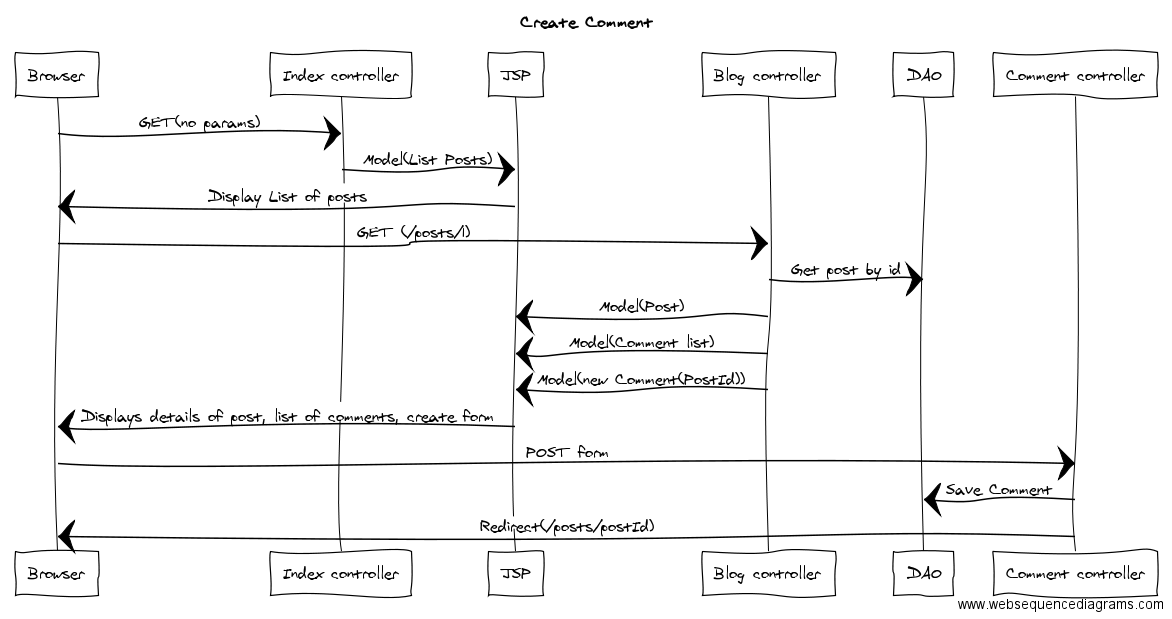 Create Comment
Browser
Index controller
JSP
Blog controller
DAO
Comment controller
GET(no params)
Model(List Posts)
Display List of posts
GET (/posts/1)
Get post by id
Model(Post)
Model(Comment list)
Model(new Comment(PostId))
Displays details of post, list of comments, create form
POST form
Save Comment
Redirect(/posts/postId)
Browser
Index controller
JSP
Blog controller
DAO
Comment controller
www.websequencediagrams.com